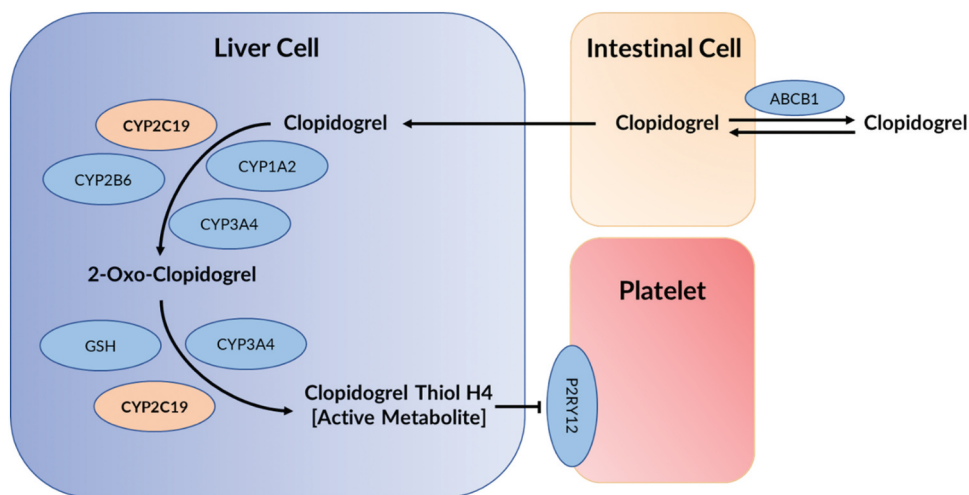 Liver Cell
Intestinal Cell
ABCB1
CYP2C19
Clopidogrel
Clopidogrel
Clopidogrel
CYP2B6
CYP1A2
CYP3A4
2-Oxo-Clopidogrel
Platelet
GSH
CYP3A4
CYP2C19
Clopidogrel Thiol H4
[Active Metabolite]
P2RY12